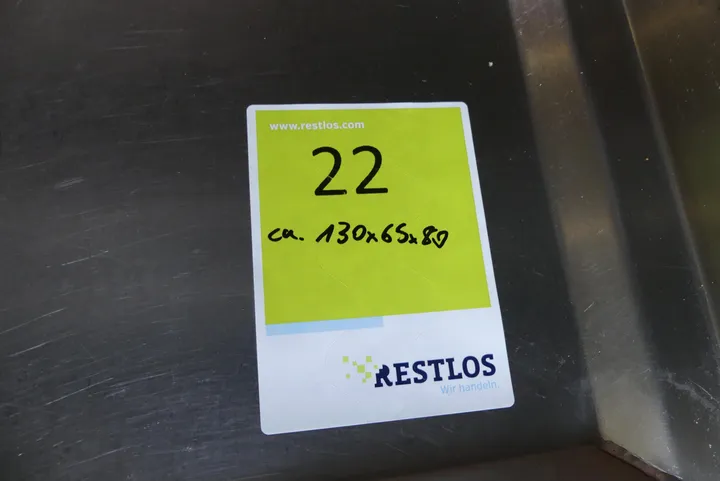 www.restlos.com
22
ca. 130x65x80
RESTLOS
Wir handeln.